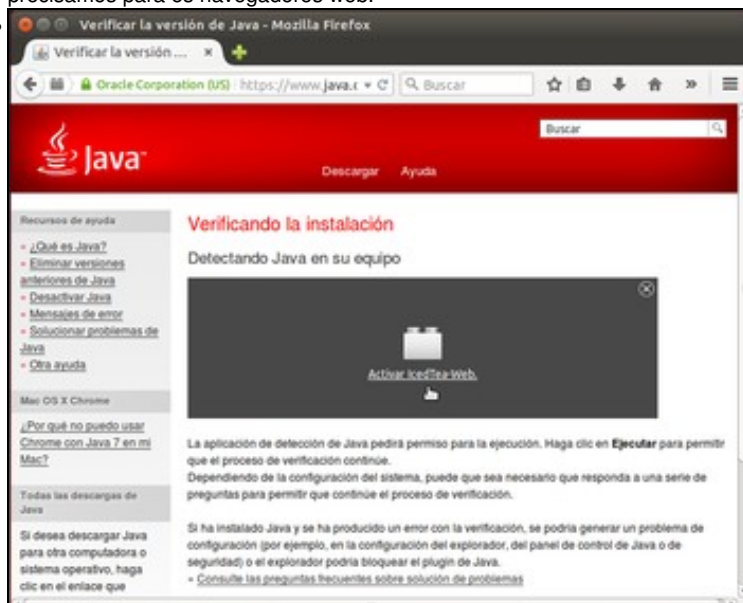 precisamos para os navegadores web.
Verificar la versión de Java - Mozilla Firefox
Verificar la versión ... ×
Oracle Corporation (US) https://www.java.c
Buscar
Buscar
Java
Descargar Ayuda
Recursos de ayuda
» ¿Qué es Java?
» Eliminar versiones
anteriores de Java
» Desactivar Java
» Mensajes de error
» Solucionar problemas de
Java
» Otra ayuda
Mac OS X Chrome
¿Por qué no puedo usar
Chrome con Java 7 en mi
Mac?
Todas las descargas de
Java
Si desea descargar Java
para otra computadora o
sistema operativo, haga
clic en el enlace que
Verificando la instalación
Detectando Java en su equipo
Activar IcedTea-Web.
La aplicación de detección de Java pedirá permiso para la ejecución. Haga clic en Ejecutar para permitir
que el proceso de verificación continúe.
Dependiendo de la configuración del sistema, puede que sea necesario que responda a una serie de
preguntas para permitir que continúe el proceso de verificación.
Si ha instalado Java y se ha producido un error con la verificación, se podría generar un problema de
configuración (por ejemplo, en la configuración del explorador, del panel de control de Java o de
seguridad) o el explorador podría bloquear el plugin de Java.
» Consulte las preguntas frecuentes sobre solución de problemas